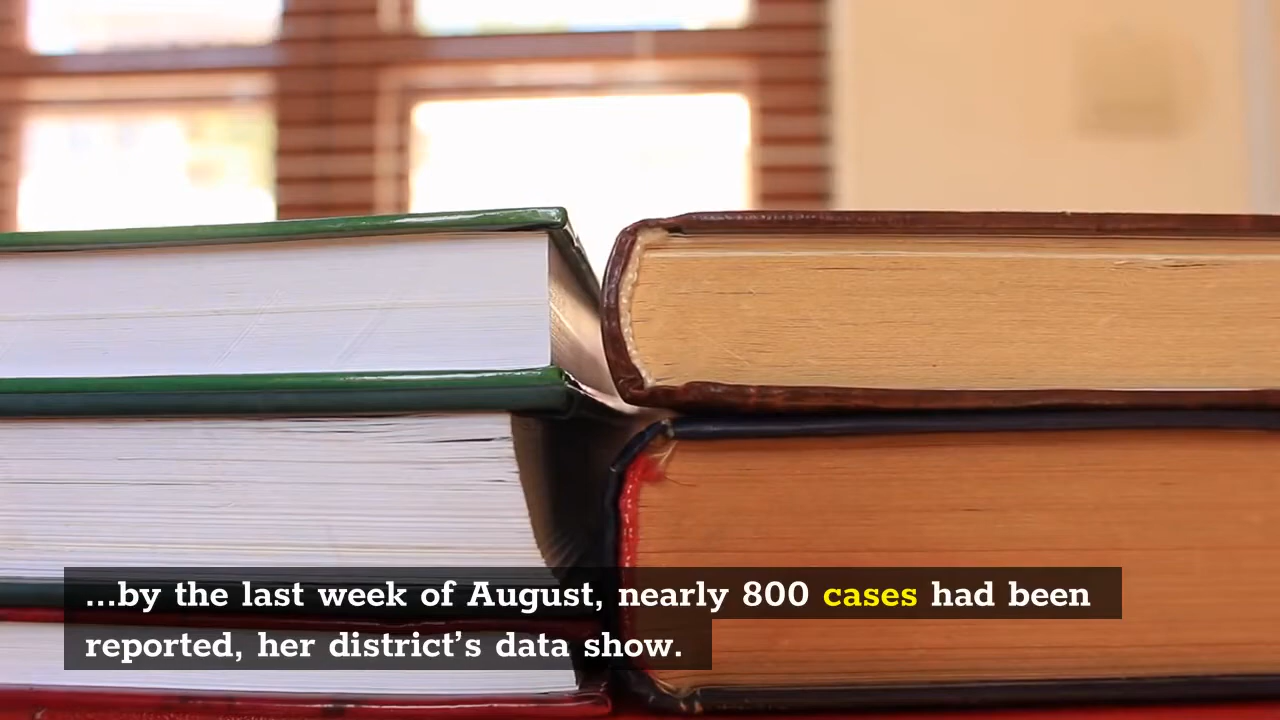 ...by the last week of August, nearly 800 cases had been
reported, her district's data show.